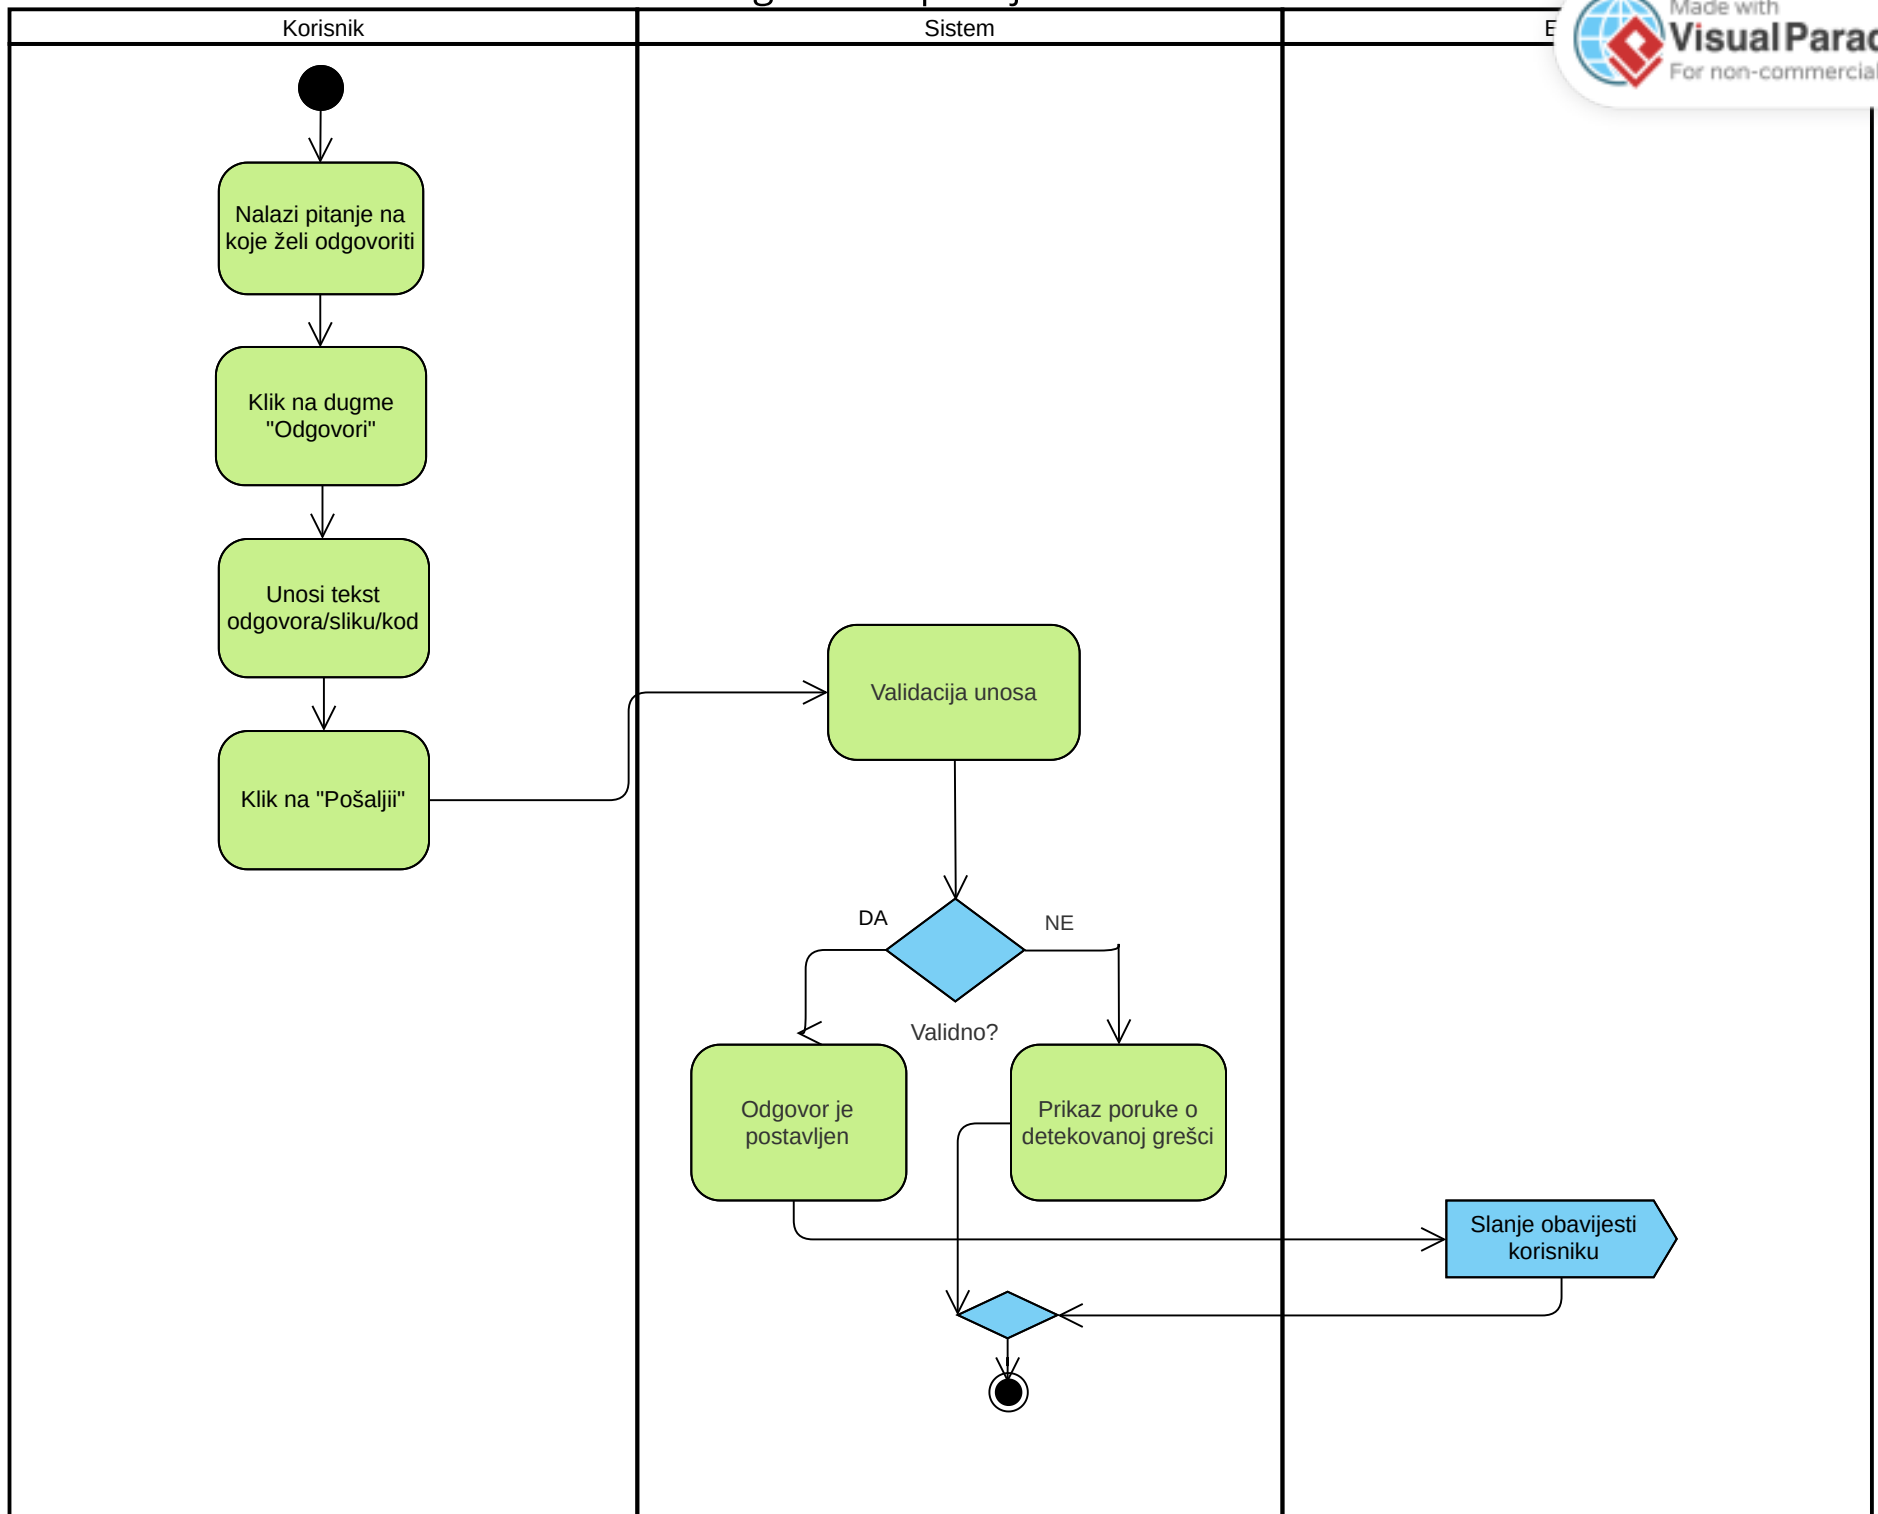 Korisnik
Sistem
Made with
Visual Parad
For non-commercial
Nalazi pitanje na
koje želi odgovoriti
Klik na dugme
"Odgovori"
Unosi tekst
odgovora/sliku/kod
Klik na "Pošaljii"
Validacija unosa
DA
NE
Validno?
Odgovor je
postavljen
Prikaz poruke o
detekovanoj grešci
Slanje obavijesti
korisniku